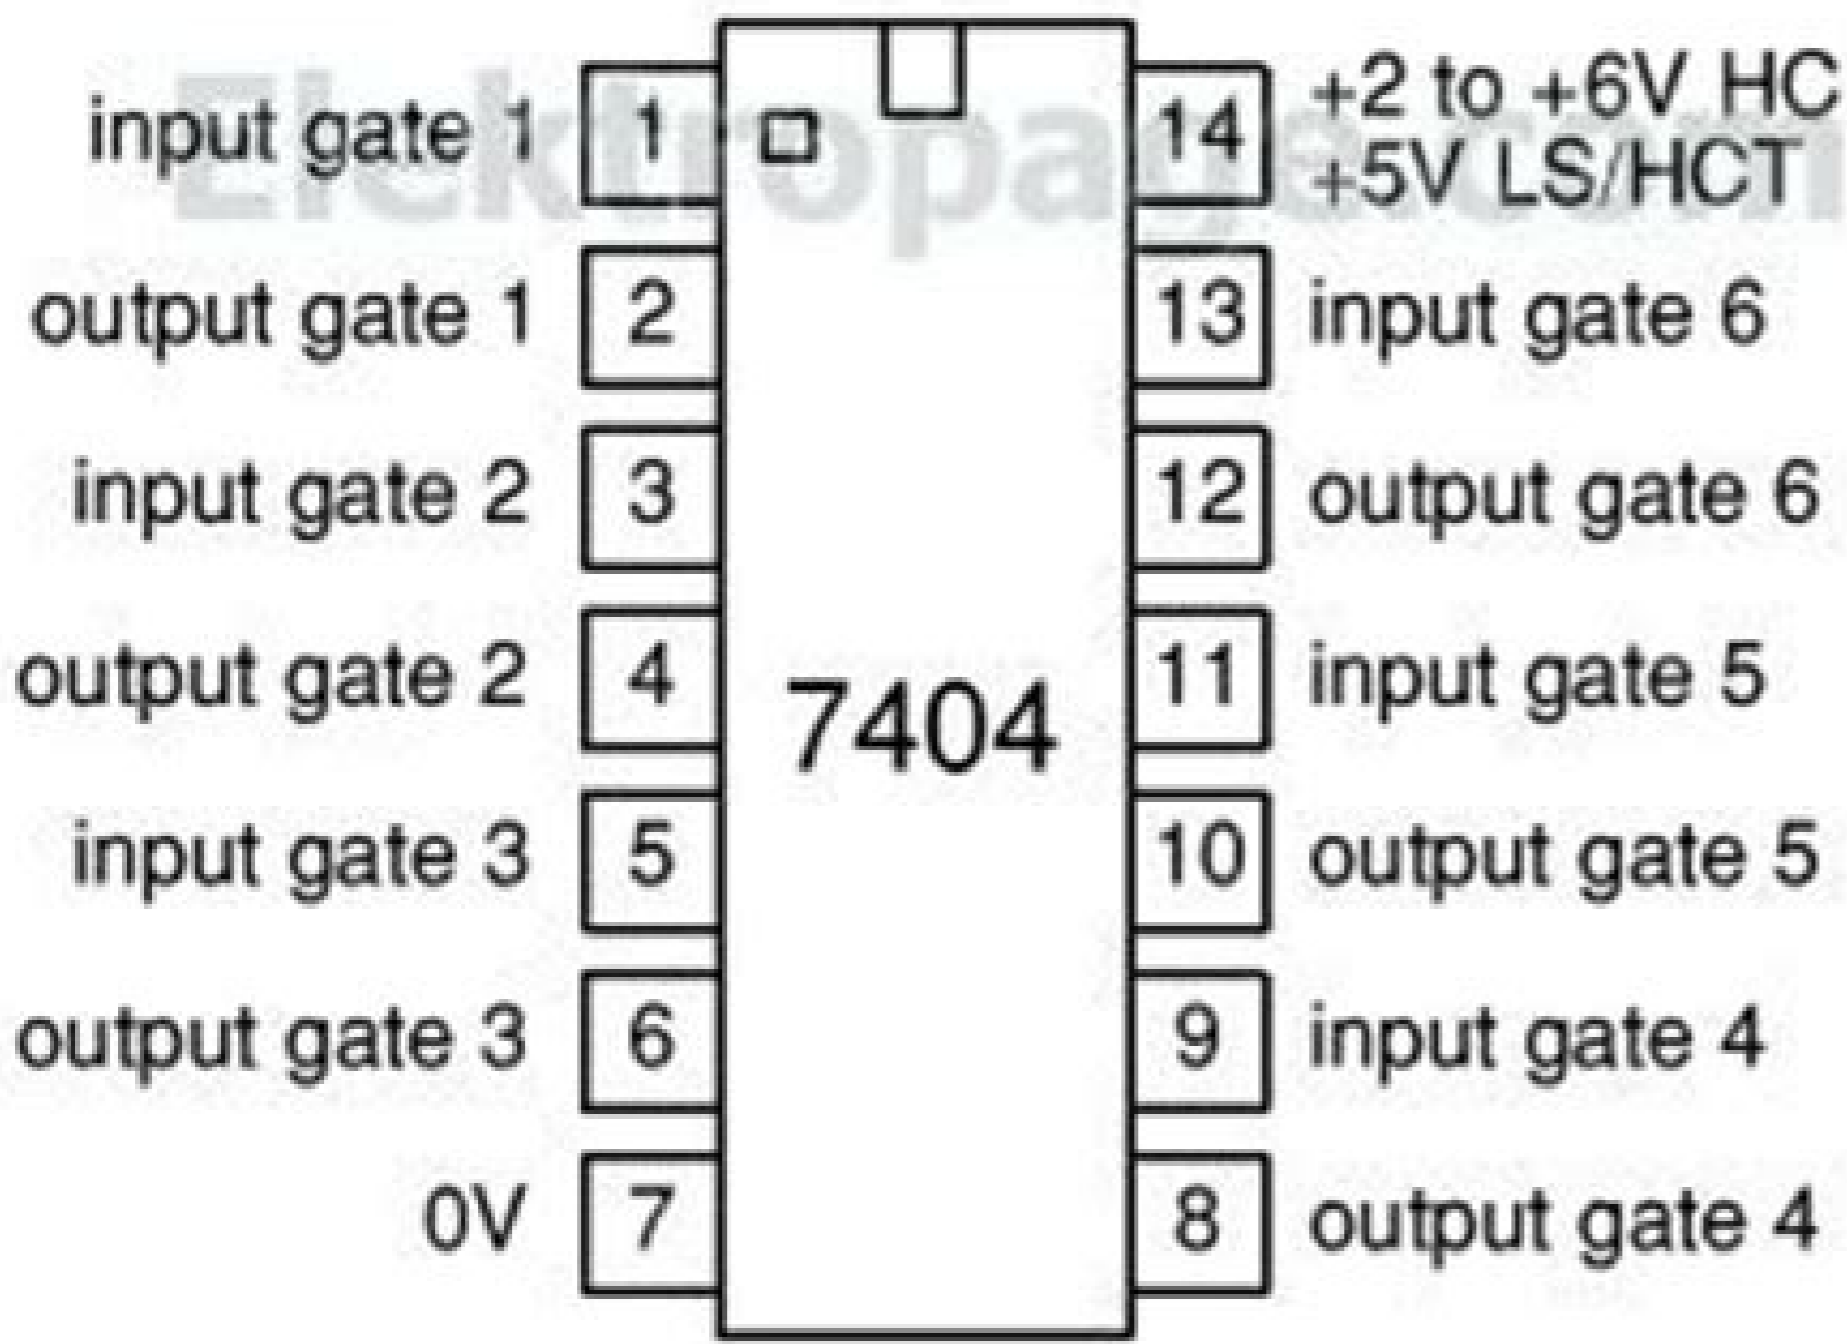 Elektropage.com
input gate 1 1 14 +2 to +6V HC
+5V LS/HCT
output gate 1 2 13 input gate 6
input gate 2 3 12 output gate 6
output gate 2 4 11 input gate 5
7404
input gate 3 5 10 output gate 5
output gate 3 6 9 input gate 4
0V 7 8 output gate 4